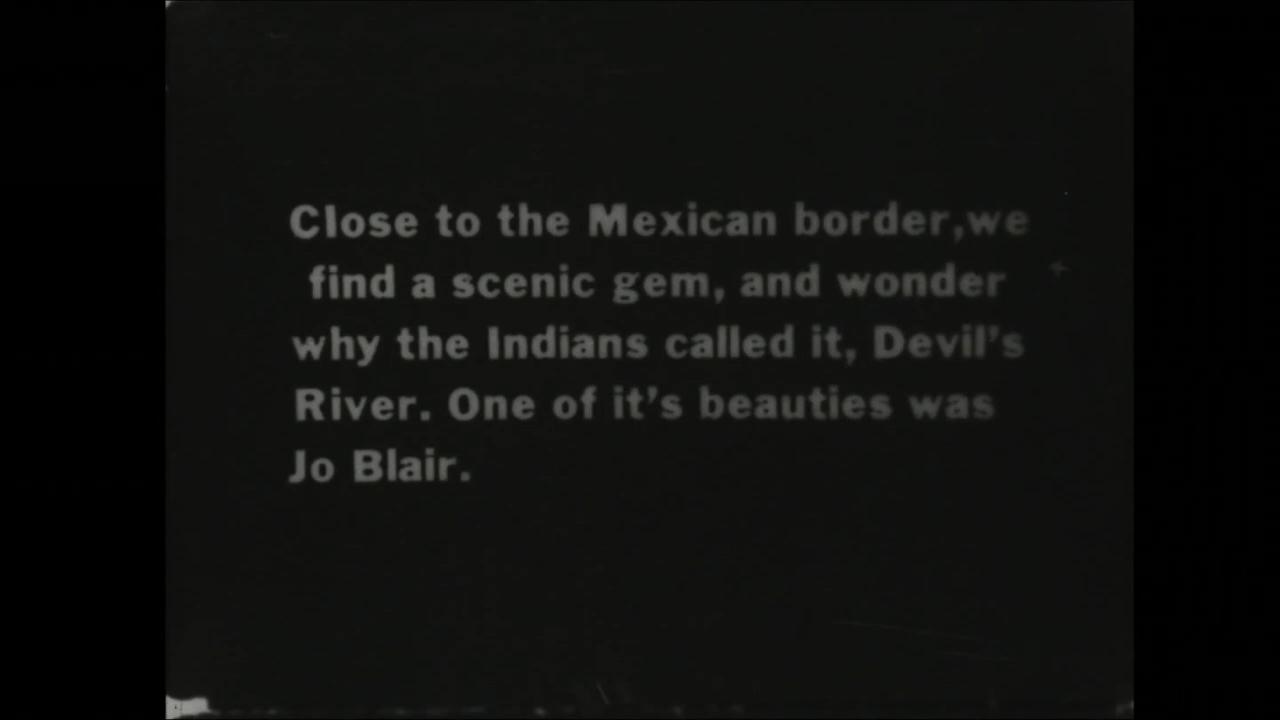 Close to the Mexican border,we
find a scenic gem, and wonder
why the Indians called it, Devil's
River. One of it's beauties was
Jo Blair.